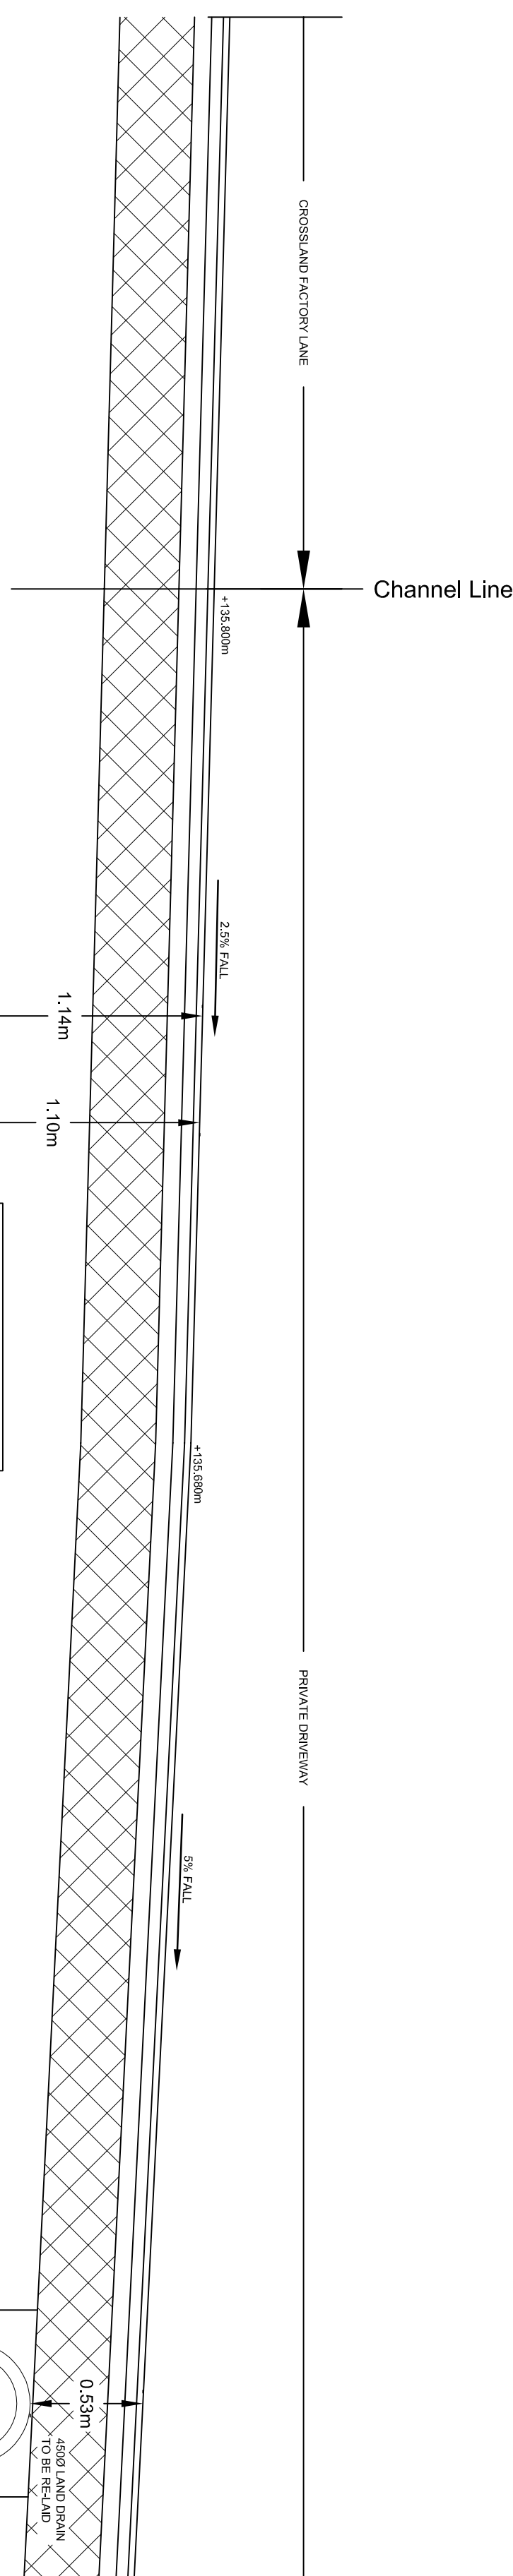 CROSSLAND FACTORY LANE
Channel Line
+135.800m
2.5% FALL
1.14m
1.10m
+135.680m
PRIVATE DRIVEWAY
5% FALL
0.53m
450Ø LAND DRAIN
TO BE RE-LAID